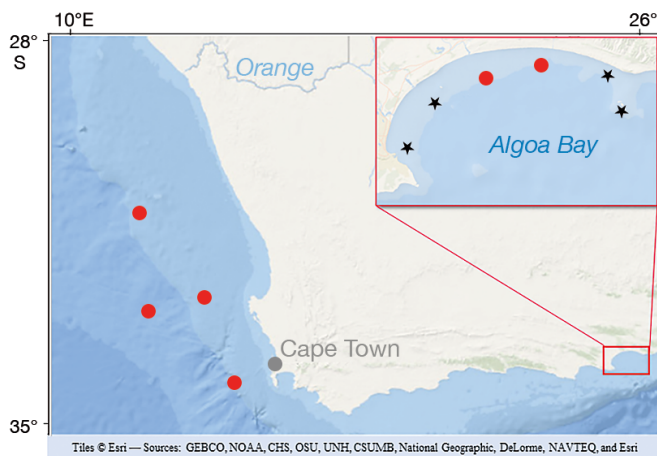 10°E
26°
28°
S
Orange
Algoa Bay
Cape Town
35°
Tiles © Esri — Sources: GEBCO, NOAA, CHS, OSU, UNH, CSUMB, National Geographic, DeLorme, NAVTEQ, and Esri